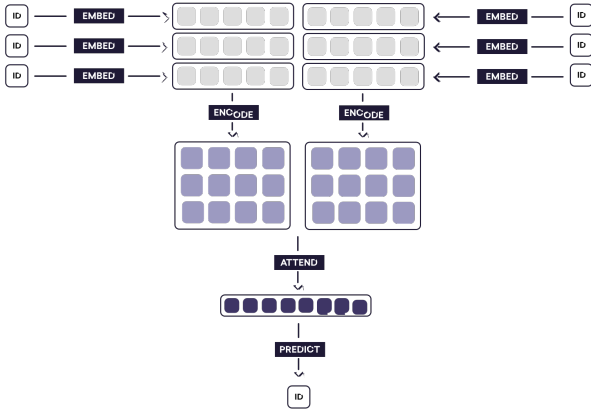 ID EMBED EMBED ID
ID EMBED EMBED ID
ID EMBED EMBED ID
ENCODE ENCODE
ATTEND
PREDICT
ID